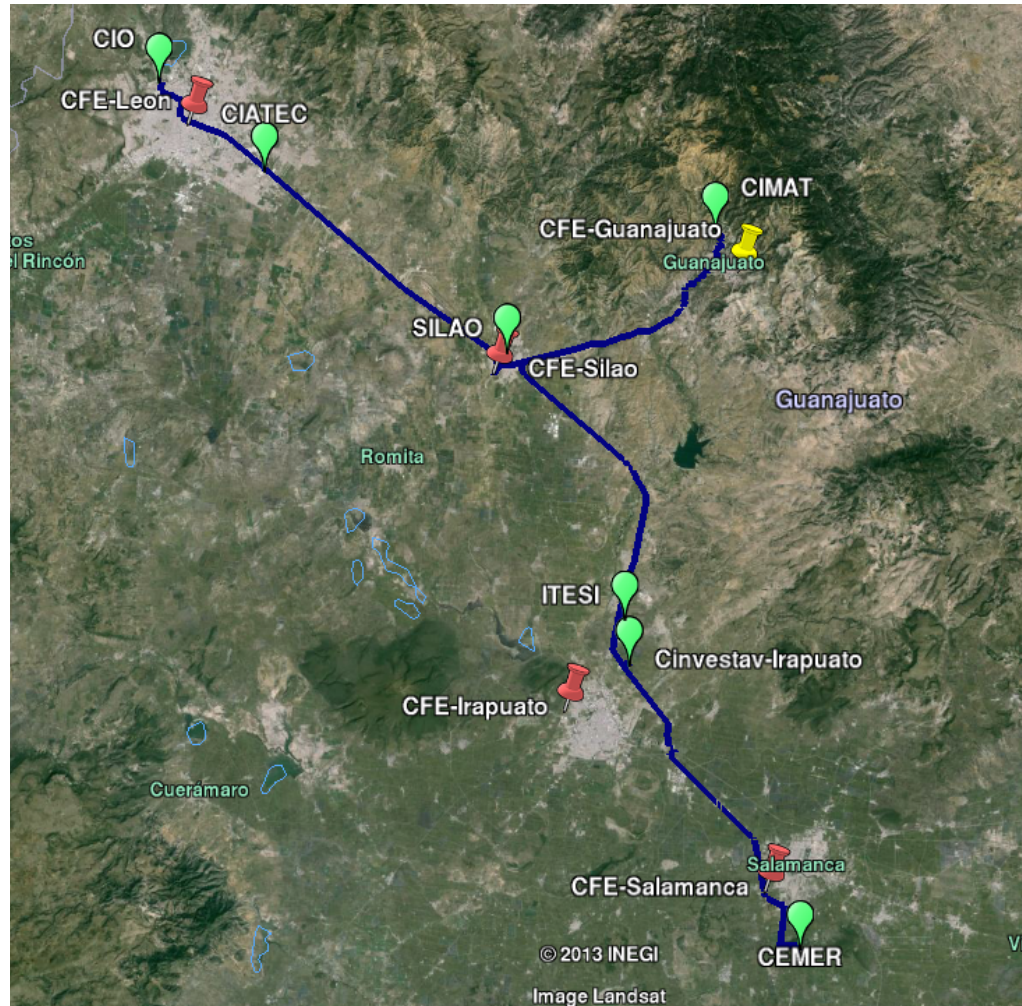 CIO
CFE-Leon
CIATEC
CIMAT
CFE-Guanajuato
Guanajuato
os
el Rincón
SILAO
CFE-Silao
Guanajuato
Romita
ITESI
Cinvestav-Irapuato
CFE-Irapuato
Cuerámaro
Salamanca
CFE-Salamanca
CEMER
V
© 2013 INEGI
Image Landsat